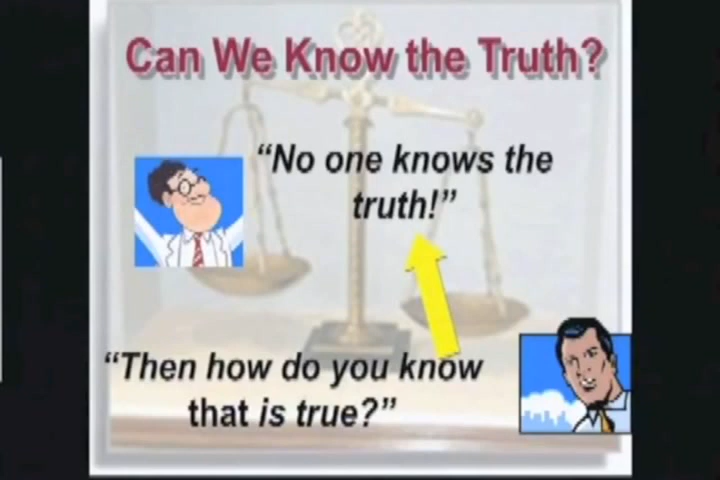 Can We Know the Truth?
“No one knows the
truth!”
“Then how do you know
that is true?”